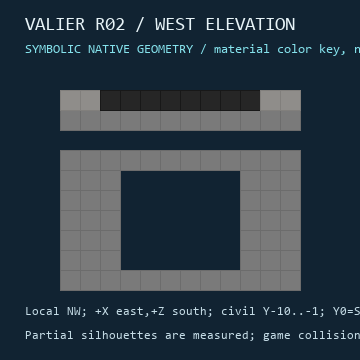 VALIER R02 / WEST ELEVATION
SYMBOLIC NATIVE GEOMETRY / material color key, n
Local NW; +X east,+Z south; civil Y-10..-1; Y0=S
Partial silhouettes are measured; game collision